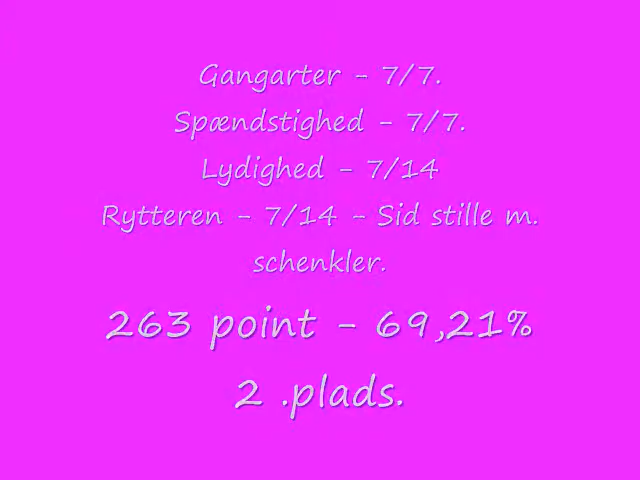 Gangarter - 7/7.
Spændstighed - 7/7.
Lydighed - 7/14
Rytteren - 7/14 - Sid stille m.
schenkler.
263 point - 69,21%
2 .plads.